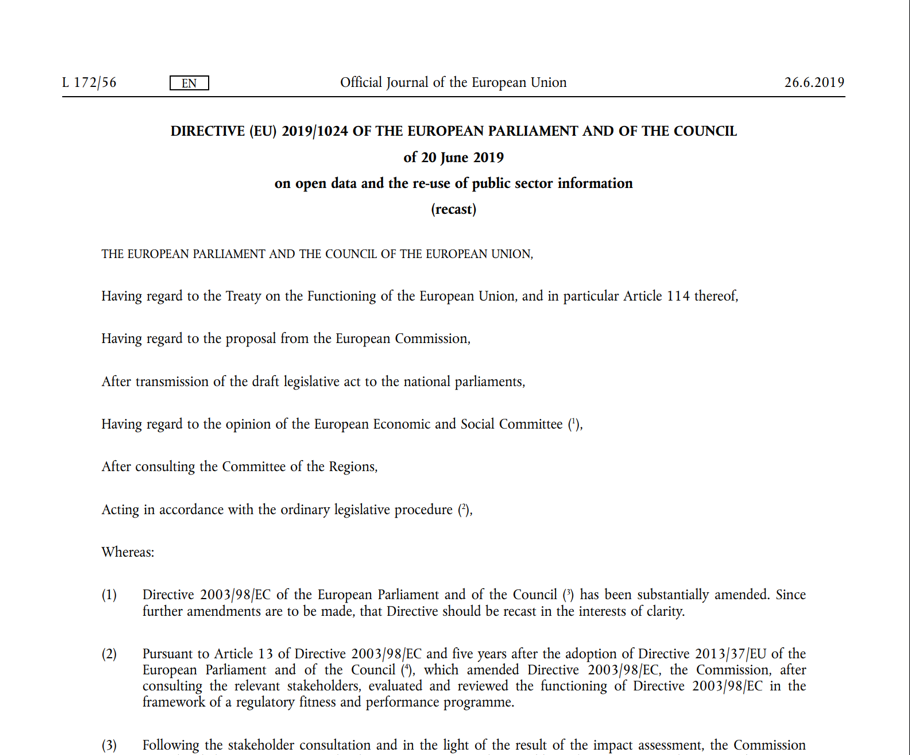 L 172/56 EN Official Journal of the European Union 26.6.2019
DIRECTIVE (EU) 2019/1024 OF THE EUROPEAN PARLIAMENT AND OF THE COUNCIL
of 20 June 2019
on open data and the re-use of public sector information
(recast)
THE EUROPEAN PARLIAMENT AND THE COUNCIL OF THE EUROPEAN UNION,
Having regard to the Treaty on the Functioning of the European Union, and in particular Article 114 thereof,
Having regard to the proposal from the European Commission,
After transmission of the draft legislative act to the national parliaments,
Having regard to the opinion of the European Economic and Social Committee (¹),
After consulting the Committee of the Regions,
Acting in accordance with the ordinary legislative procedure (²),
Whereas:
(1) Directive 2003/98/EC of the European Parliament and of the Council (³) has been substantially amended. Since
further amendments are to be made, that Directive should be recast in the interests of clarity.
(2) Pursuant to Article 13 of Directive 2003/98/EC and five years after the adoption of Directive 2013/37/EU of the
European Parliament and of the Council (⁴), which amended Directive 2003/98/EC, the Commission, after
consulting the relevant stakeholders, evaluated and reviewed the functioning of Directive 2003/98/EC in the
framework of a regulatory fitness and performance programme.
(3) Following the stakeholder consultation and in the light of the result of the impact assessment, the Commission